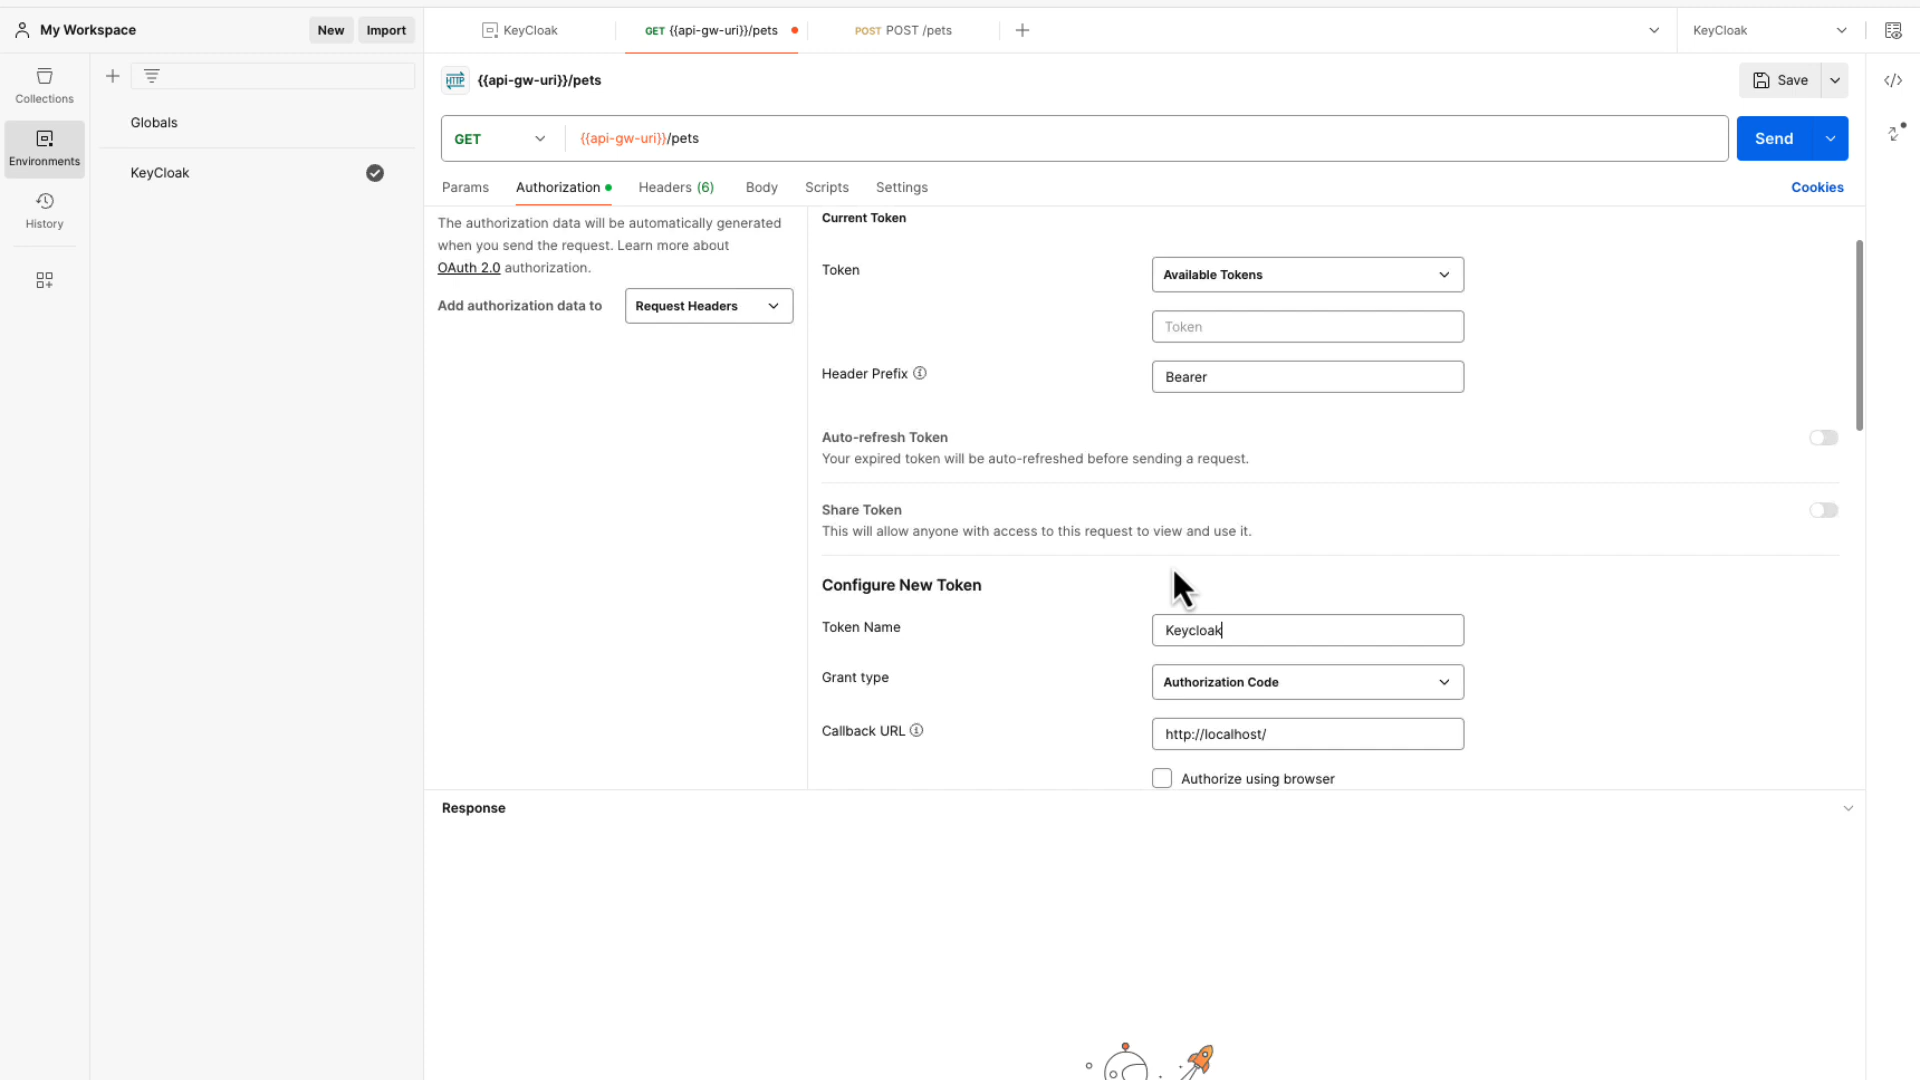 My Workspace
New
Import
KeyCloak
GET {{api-gw-uri}}/pets
POST POST /pets
KeyCloak
Collections
Environments
History
Globals
KeyCloak
HTTP
{{api-gw-uri}}/pets
Save
GET
{{api-gw-uri}}/pets
Send
Params
Authorization
Headers (6)
Body
Scripts
Settings
Cookies
The authorization data will be automatically generated
when you send the request. Learn more about
OAuth 2.0 authorization.
Add authorization data to
Request Headers
Current Token
Token
Available Tokens
Token
Header Prefix
Bearer
Auto-refresh Token
Your expired token will be auto-refreshed before sending a request.
Share Token
This will allow anyone with access to this request to view and use it.
Configure New Token
Token Name
Keycloak
Grant type
Authorization Code
Callback URL
http://localhost/
Authorize using browser
Response